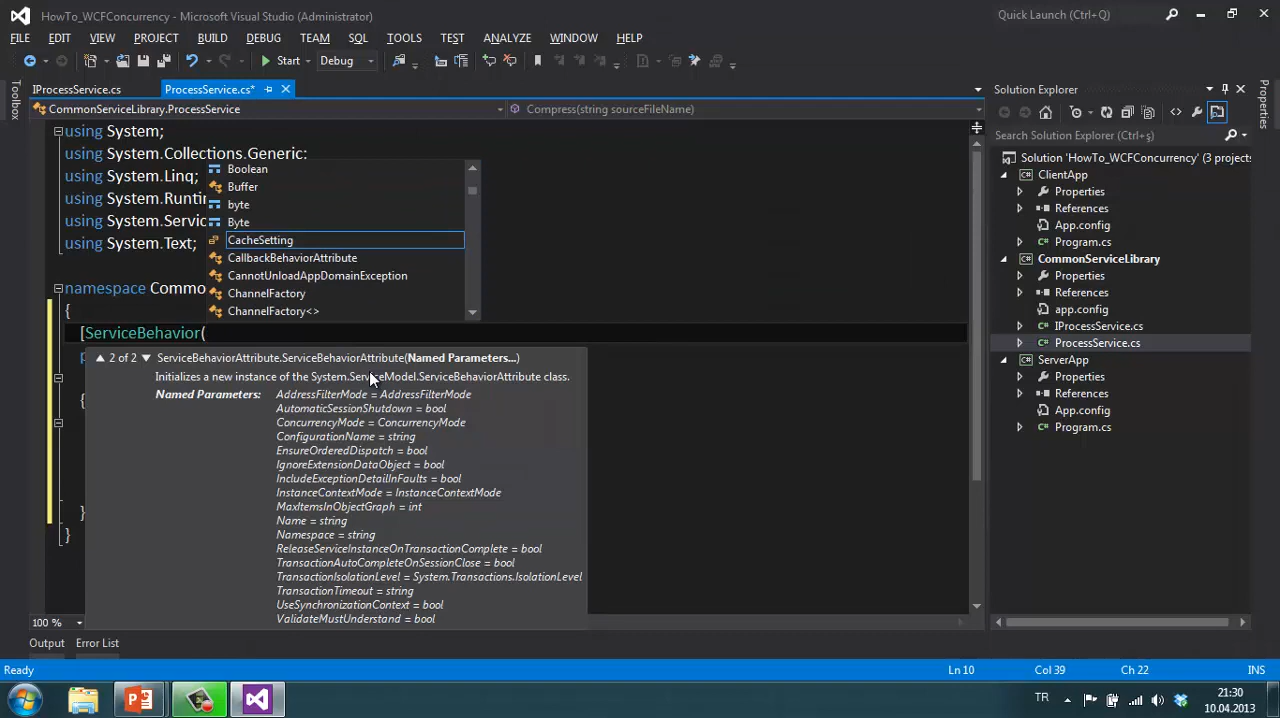 HowTo_WCFConcurrency - Microsoft Visual Studio (Administrator)
Quick Launch (Ctrl+Q)
FILE EDIT VIEW PROJECT BUILD DEBUG TEAM SQL TOOLS TEST ANALYZE WINDOW HELP
Start Debug
Toolbox
IProcessService.cs ProcessService.cs*
CommonServiceLibrary.ProcessService
Compress(string sourceFileName)
using System;
using System.Collections.Generic;
using System.Linq;
using System.Runti
using System.Servic
using System.Text;
namespace Commo
{
[ServiceBehavior(
p
{
}
}
Boolean
Buffer
byte
Byte
CacheSetting
CallbackBehaviorAttribute
CannotUnloadAppDomainException
ChannelFactory
ChannelFactory<>
2 of 2 ServiceBehaviorAttribute.ServiceBehaviorAttribute(Named Parameters...)
Initializes a new instance of the System.ServiceModel.ServiceBehaviorAttribute class.
Named Parameters: AddressFilterMode = AddressFilterMode
AutomaticSessionShutdown = bool
ConcurrencyMode = ConcurrencyMode
ConfigurationName = string
EnsureOrderedDispatch = bool
IgnoreExtensionDataObject = bool
IncludeExceptionDetailInFaults = bool
InstanceContextMode = InstanceContextMode
MaxItemsInObjectGraph = int
Name = string
Namespace = string
ReleaseServiceInstanceOnTransactionComplete = bool
TransactionAutoCompleteOnSessionClose = bool
TransactionIsolationLevel = System.Transactions.IsolationLevel
TransactionTimeout = string
UseSynchronizationContext = bool
ValidateMustUnderstand = bool
100 %
Solution Explorer
Search Solution Explorer (Ctrl+ş)
Solution 'HowTo_WCFConcurrency' (3 projects
ClientApp
Properties
References
App.config
Program.cs
CommonServiceLibrary
Properties
References
app.config
IProcessService.cs
ProcessService.cs
ServerApp
Properties
References
App.config
Program.cs
Properties
Output Error List
Ready
Ln 10 Col 39 Ch 22 INS
TR
21:30
10.04.2013